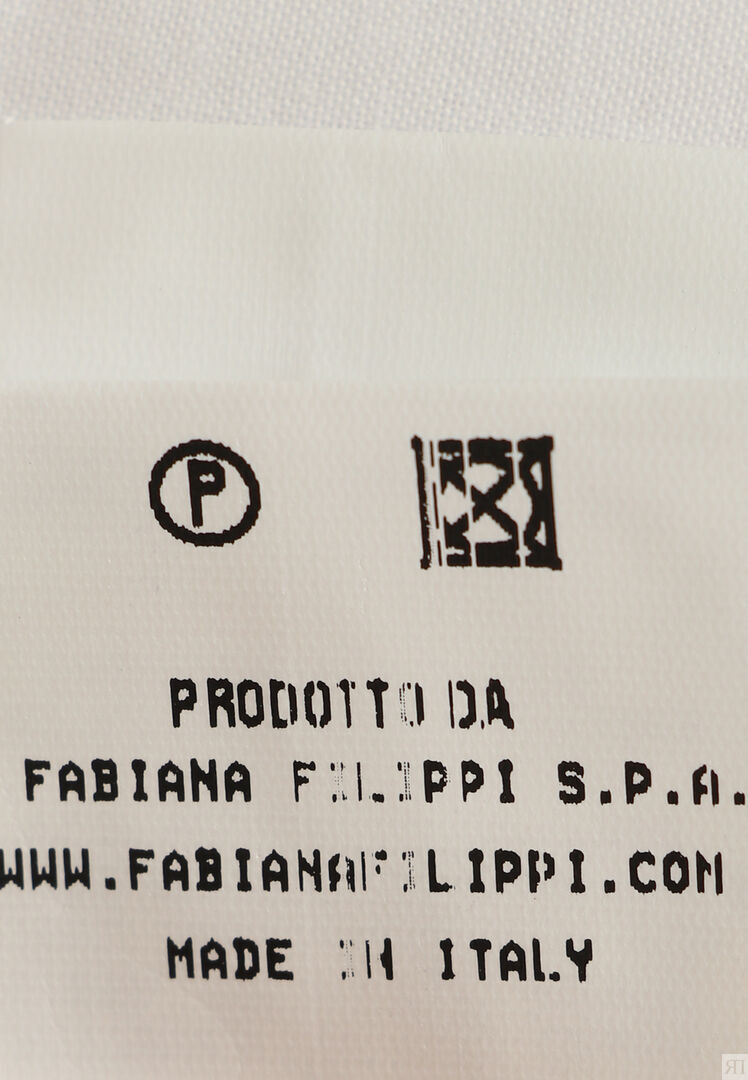 P
PRODOTTO DA
FABIANA FILIPPI S.P.A.
WWW.FABIANAFILIPPI.COM
MADE IN ITALY